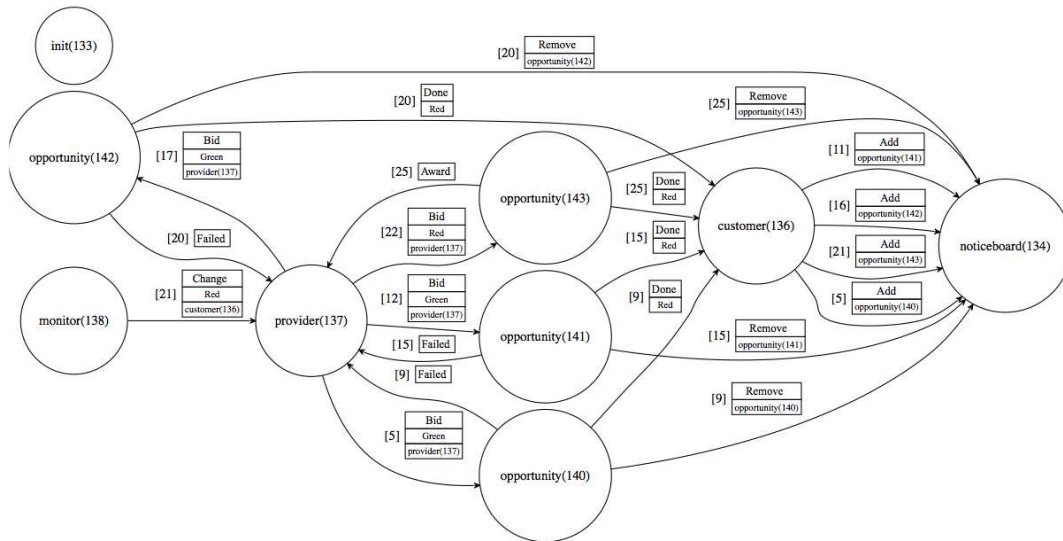 init(133)
[20] Remove
opportunity(142)
[20] Done
Red
[25] Remove
opportunity(143)
opportunity(142)
[17] Bid
Green
provider(137)
[25] Award
opportunity(143)
[25] Done
Red
[11] Add
opportunity(141)
[22] Bid
Red
provider(137)
[15] Done
Red
customer(136)
[16] Add
opportunity(142)
noticeboard(134)
[20] Failed
[21] Add
opportunity(143)
[21] Change
Red
customer(136)
[12] Bid
Green
provider(137)
[9] Done
Red
[5] Add
opportunity(140)
monitor(138)
provider(137)
opportunity(141)
[15] Failed
[15] Remove
opportunity(141)
[9] Failed
[9] Remove
opportunity(140)
[5] Bid
Green
provider(137)
opportunity(140)